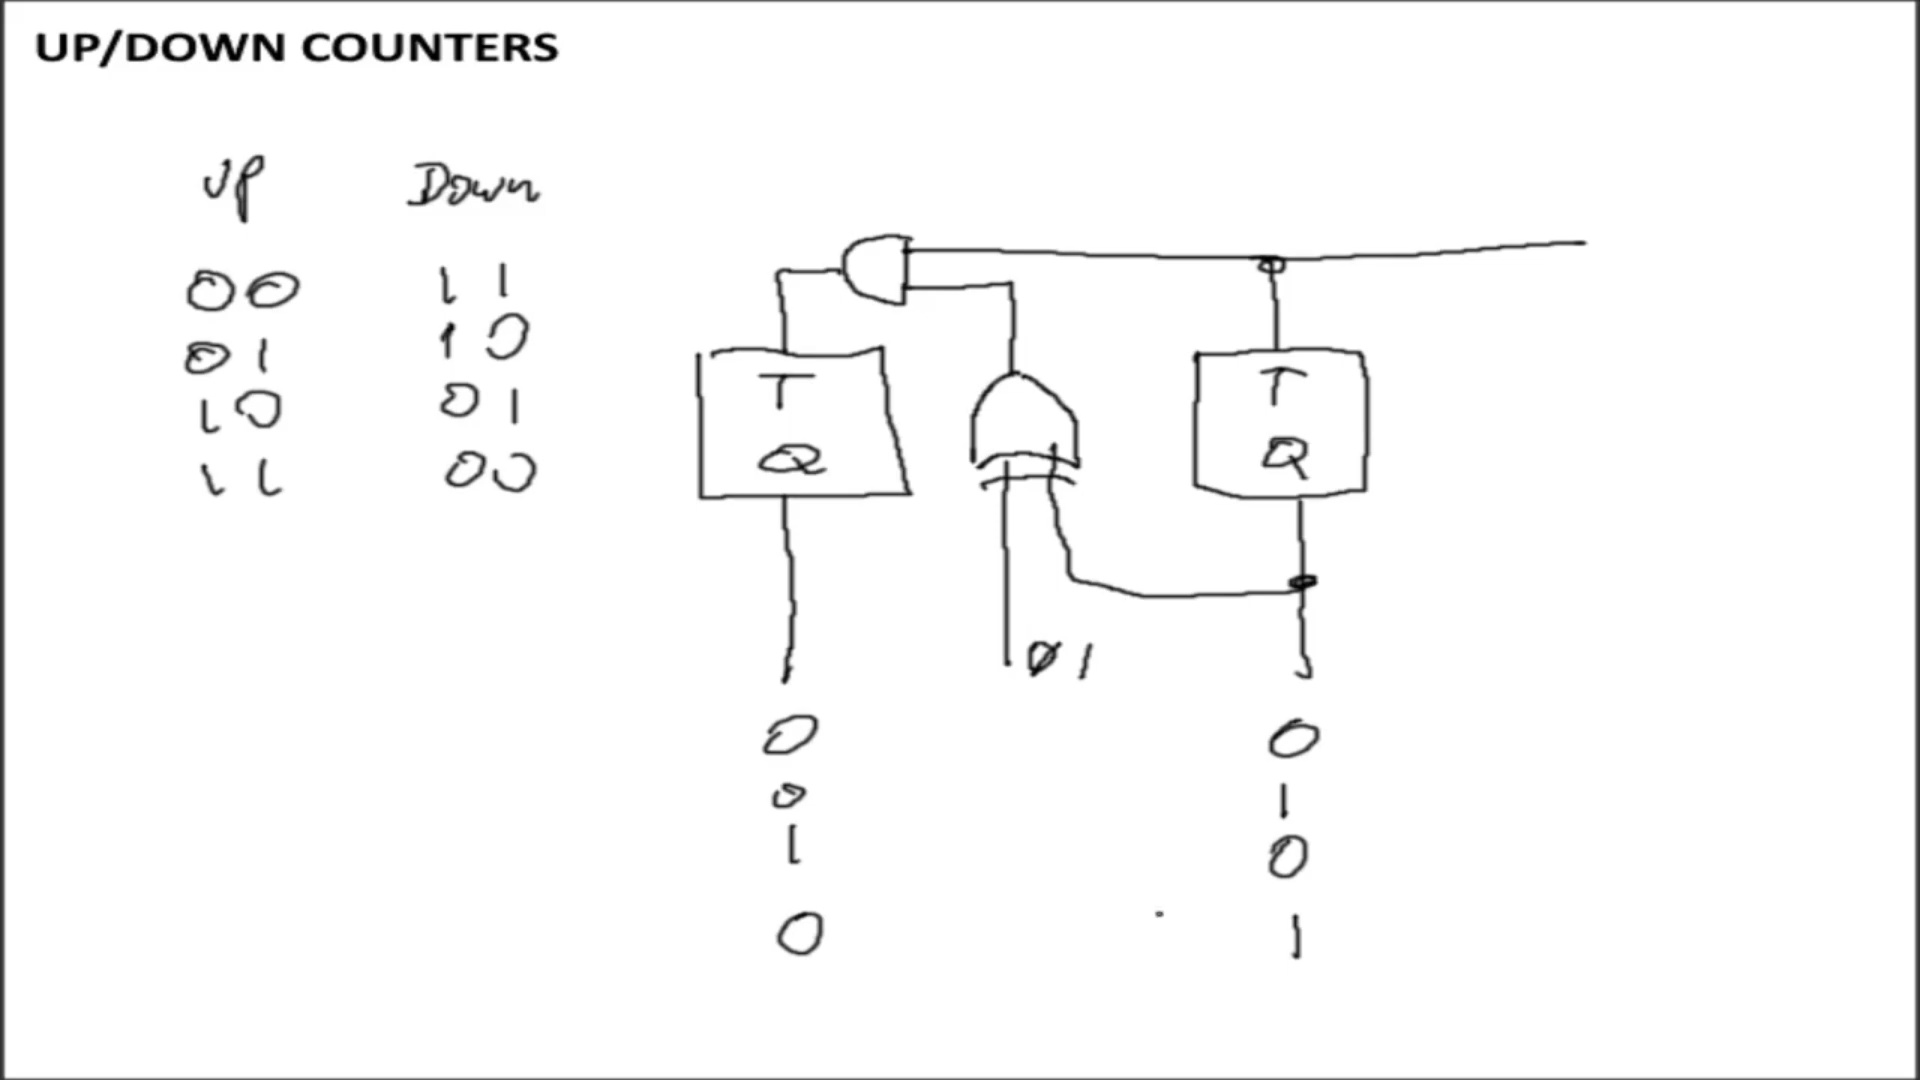 UP/DOWN COUNTERS
UP Down
00 11
01 10
10 01
11 00
T T
Q Q
0 1
0 0
0 1
1 0
0 1